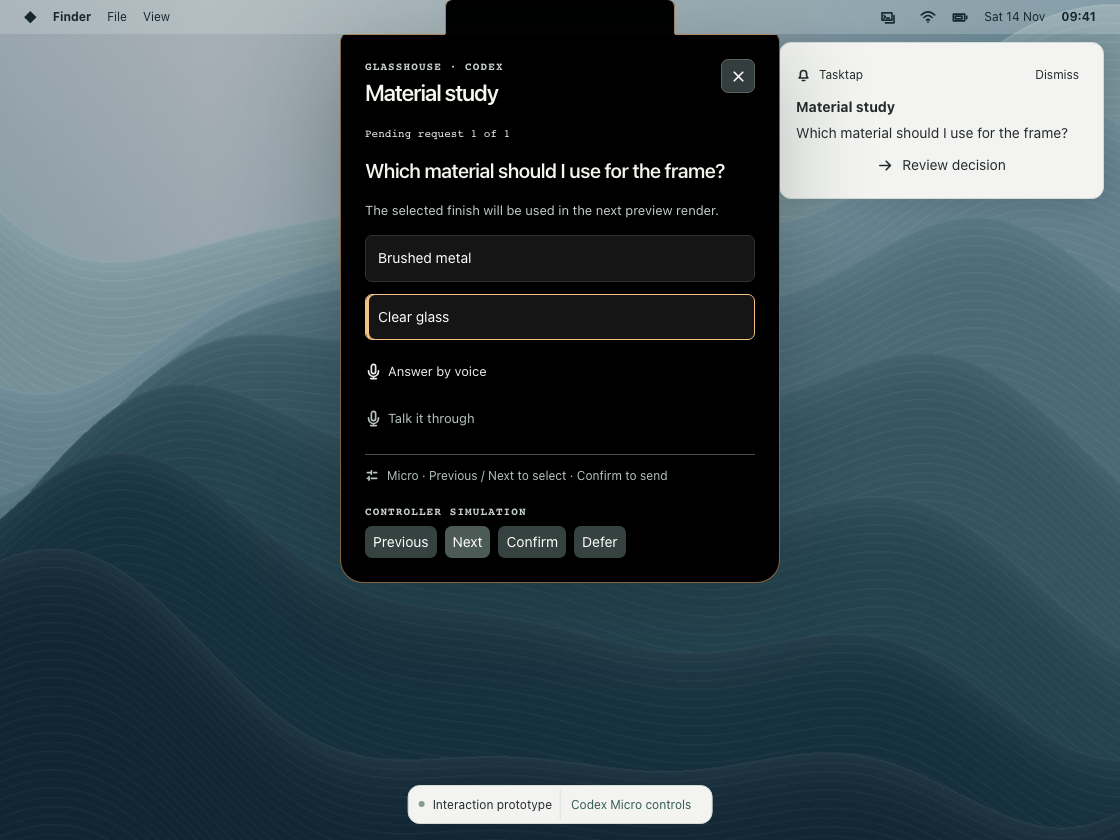 Finder File View Sat 14 Nov 09:41
GLASSHOUSE · CODEX
Material study
Pending request 1 of 1
Which material should I use for the frame?
The selected finish will be used in the next preview render.
Brushed metal
Clear glass
Answer by voice
Talk it through
Micro · Previous / Next to select · Confirm to send
CONTROLLER SIMULATION
Previous Next Confirm Defer
Tasktap Dismiss
Material study
Which material should I use for the frame?
Review decision
Interaction prototype Codex Micro controls